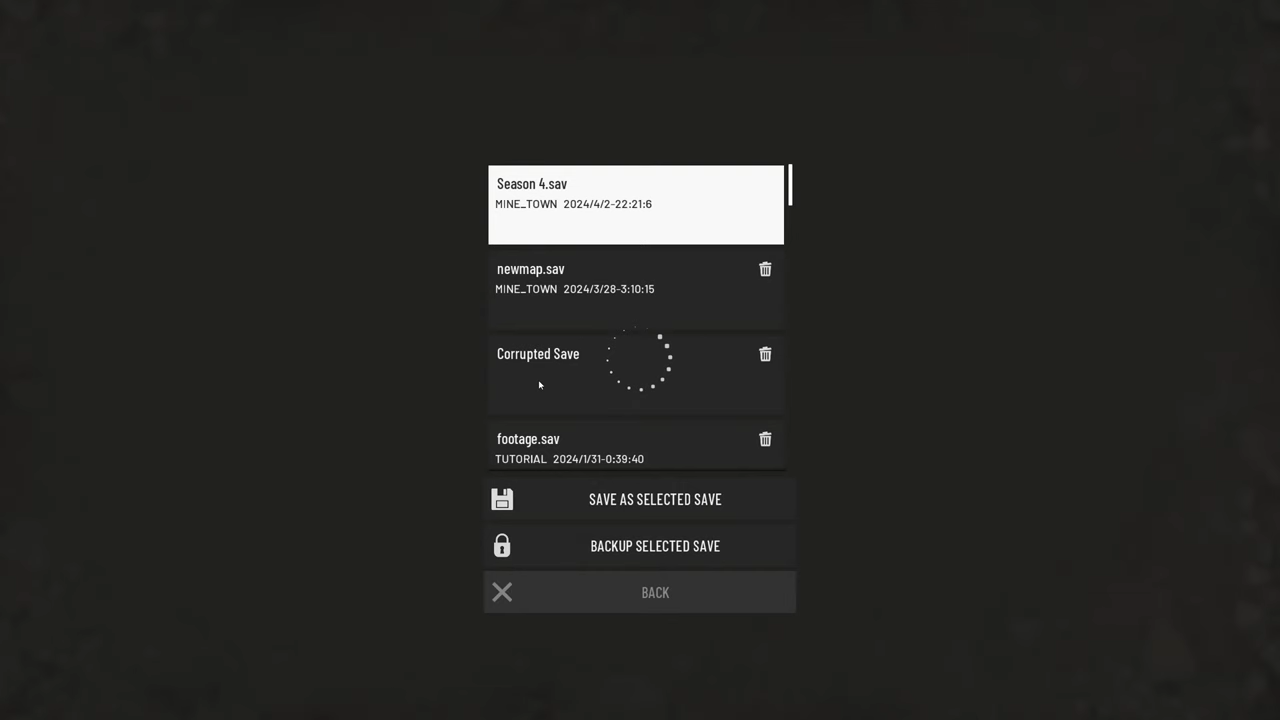 Season 4.sav
MINE_TOWN 2024/4/2-22:21:6
newmap.sav
MINE_TOWN 2024/3/28-3:10:15
Corrupted Save
footage.sav
TUTORIAL 2024/1/31-0:39:40
SAVE AS SELECTED SAVE
BACKUP SELECTED SAVE
BACK